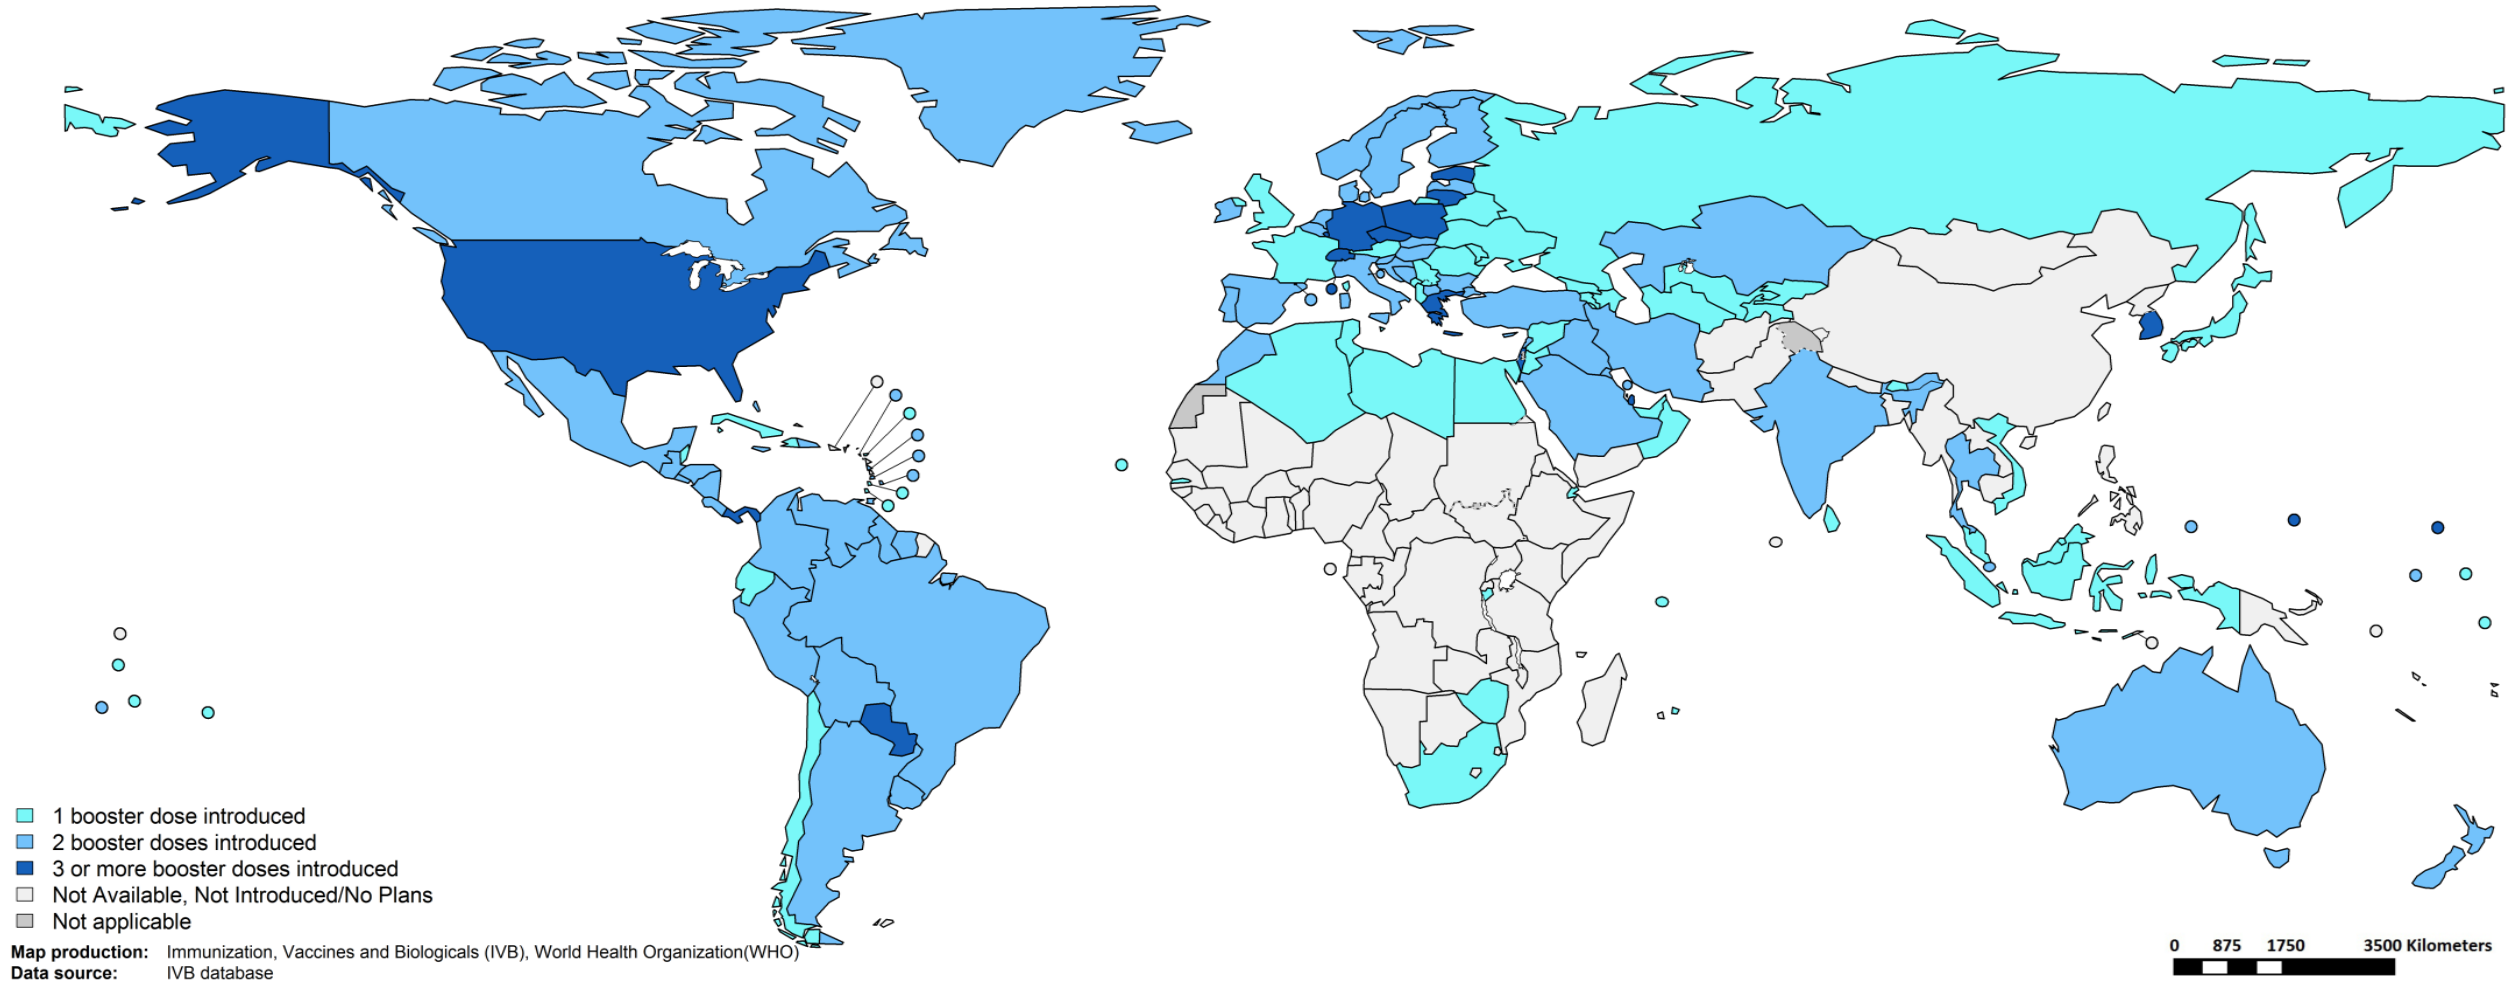 1 booster dose introduced
2 booster doses introduced
3 or more booster doses introduced
Not Available, Not Introduced/No Plans
Not applicable
Map production: Immunization, Vaccines and Biologicals (IVB), World Health Organization(WHO)
Data source: IVB database
0 875 1750 3500 Kilometers